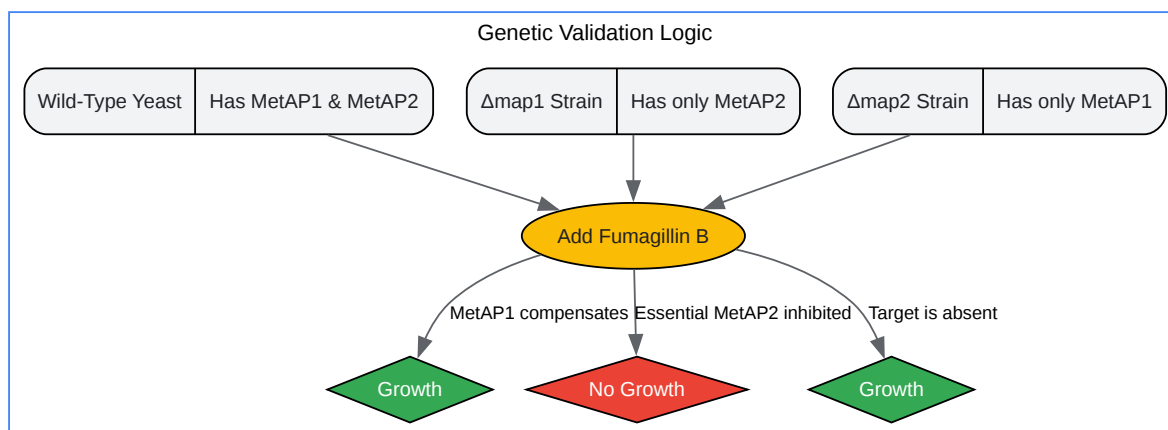 Genetic Validation Logic
Wild-Type Yeast
Has MetAP1 & MetAP2
Δmap1 Strain
Has only MetAP2
Δmap2 Strain
Has only MetAP1
Add Fumagillin B
MetAP1 compensates
Essential MetAP2 inhibited
Target is absent
Growth
No Growth
Growth